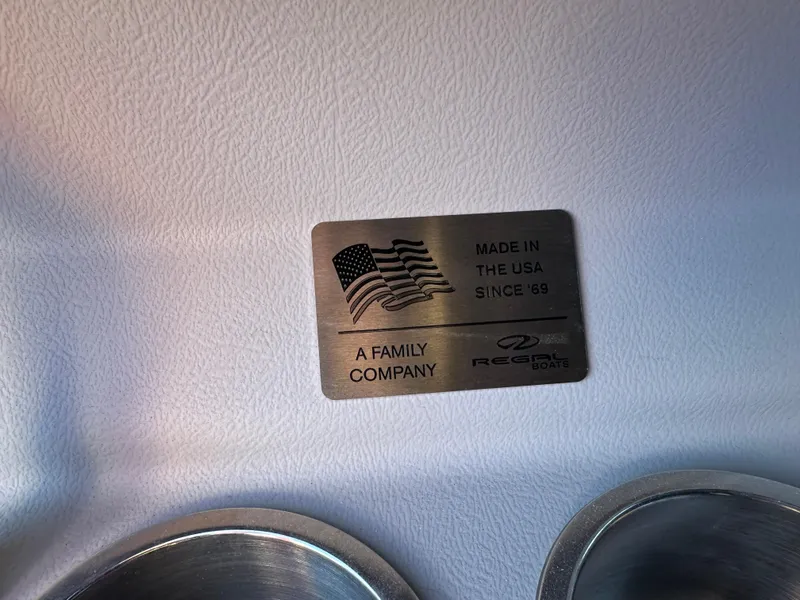 MADE IN
THE USA
SINCE '69
A FAMILY
COMPANY
REGAL
BOATS